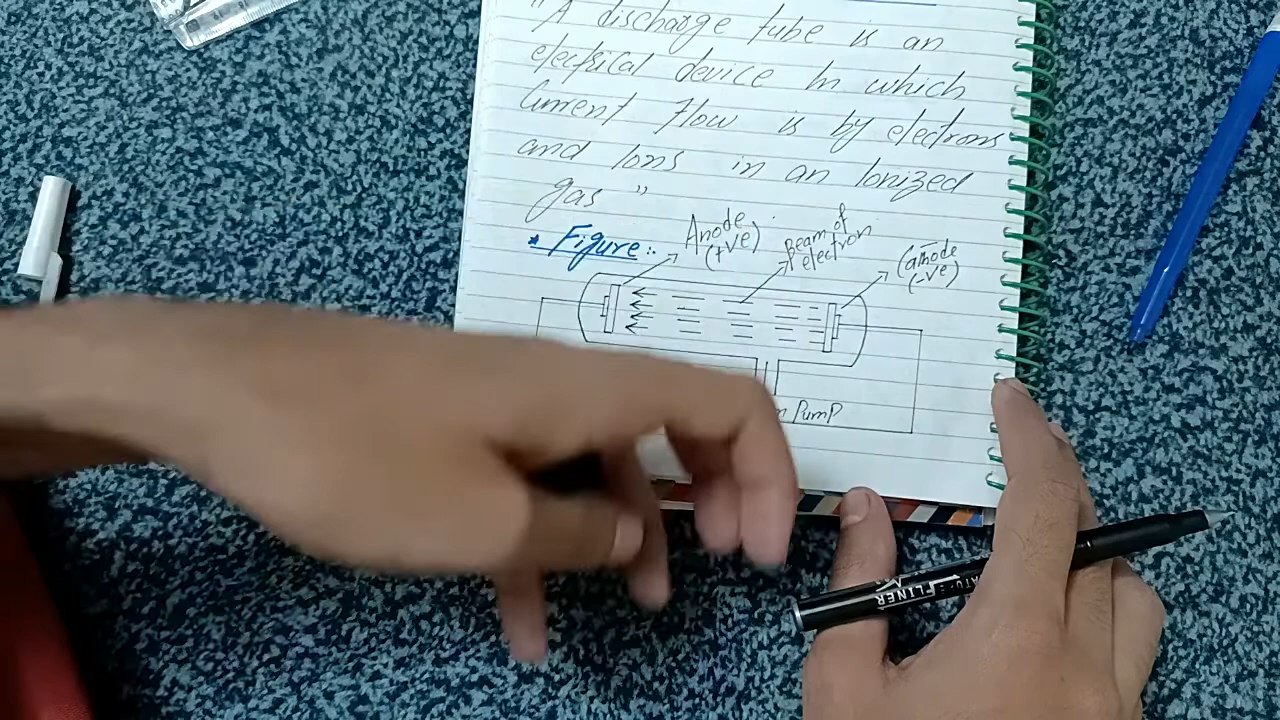 "A discharge tube is an
electrical device In which
Current Flow is by electrons
and Ions in an Ionized
gas "
* Figure:.
Anode
(+ve)
Beam of
electron
Cathode
(-ve)
Pump
LINER